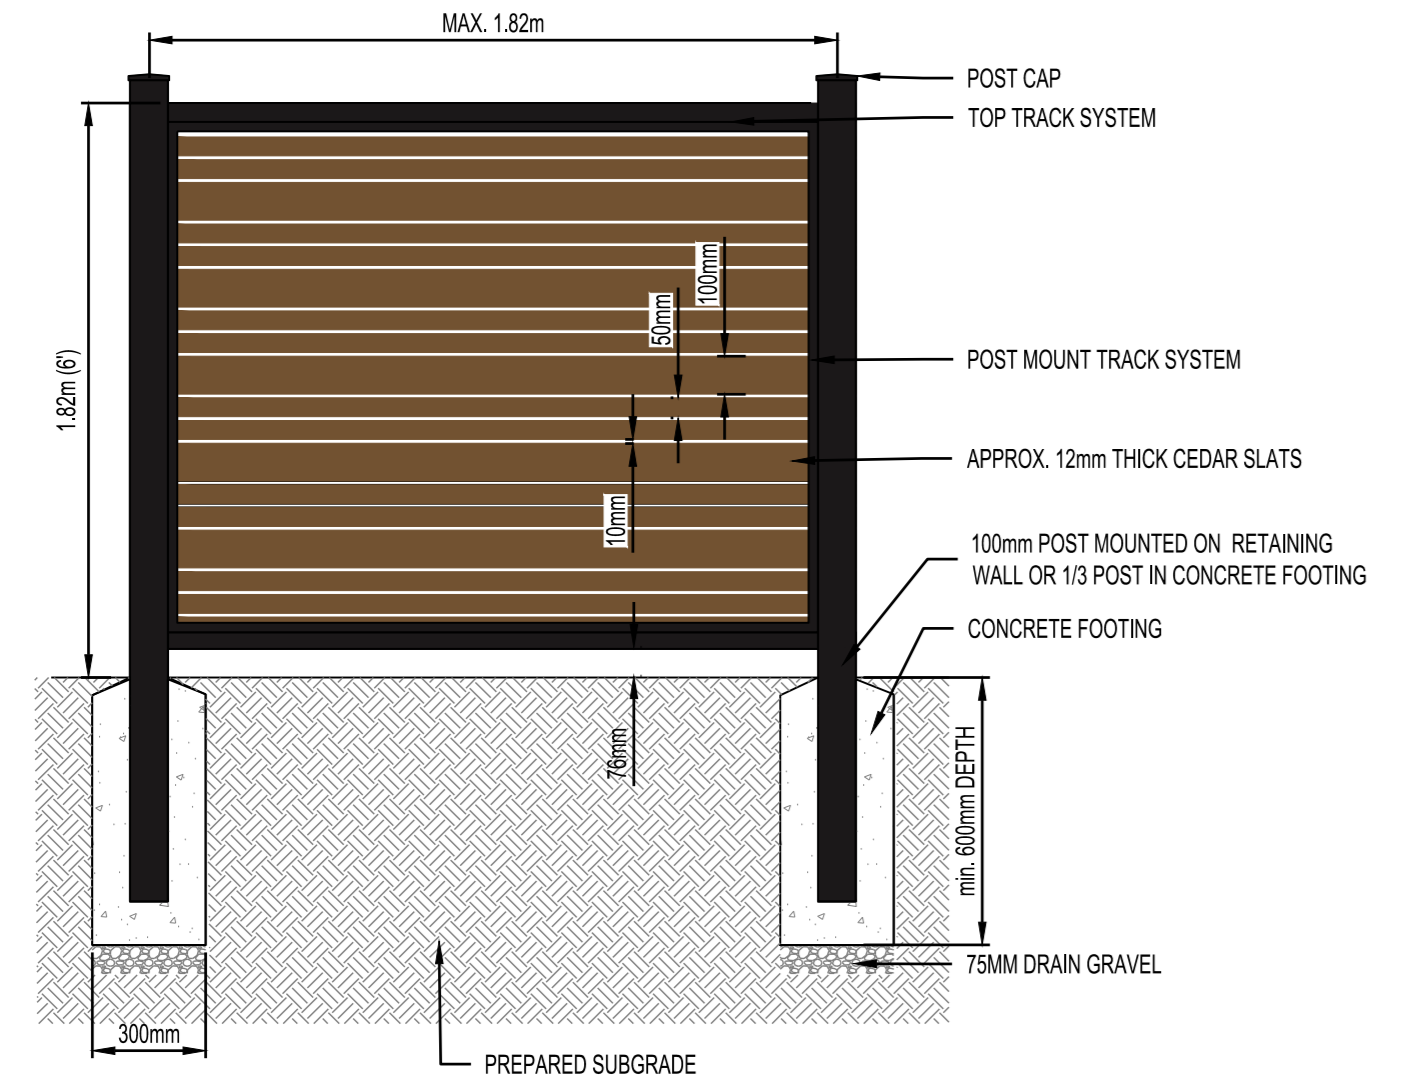 MAX. 1.82m
POST CAP
TOP TRACK SYSTEM
100mm
50mm
1.82m (6')
POST MOUNT TRACK SYSTEM
APPROX. 12mm THICK CEDAR SLATS
10mm
100mm POST MOUNTED ON RETAINING
WALL OR 1/3 POST IN CONCRETE FOOTING
CONCRETE FOOTING
76mm
min. 600mm DEPTH
75MM DRAIN GRAVEL
300mm
PREPARED SUBGRADE